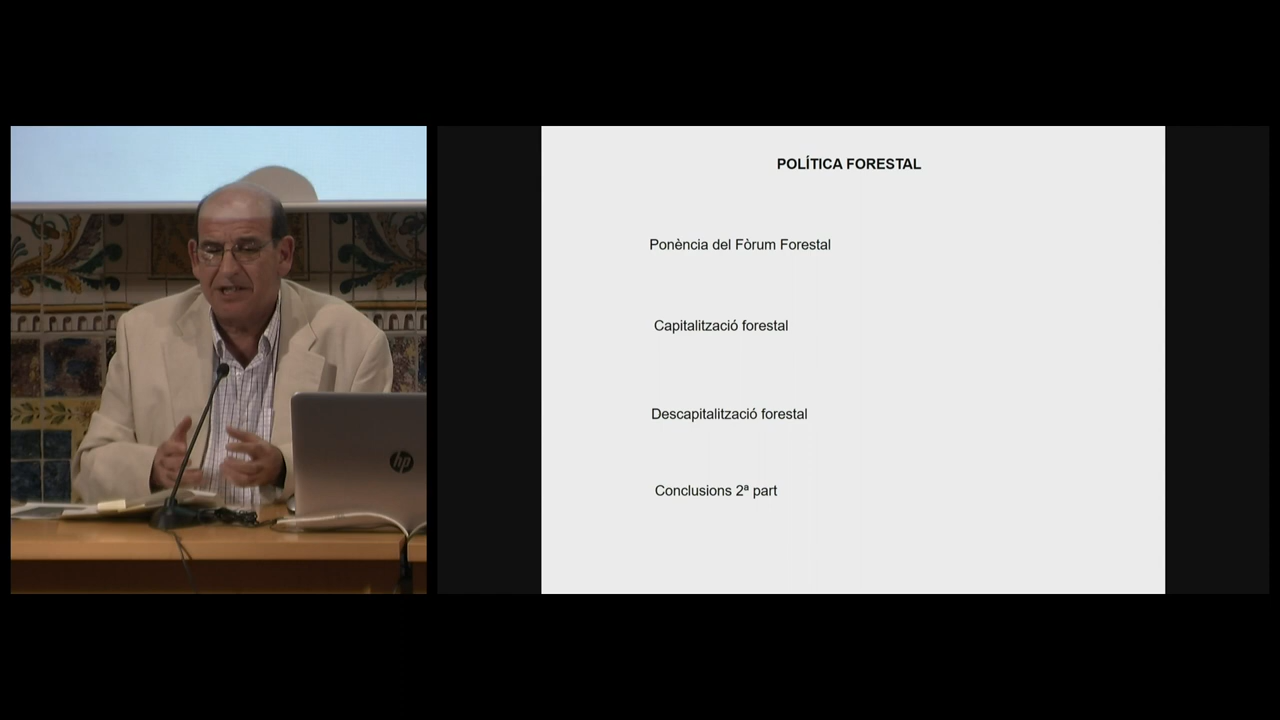 POLÍTICA FORESTAL
Ponència del Fòrum Forestal
Capitalització forestal
Descapitalització forestal
Conclusions 2ª part
hp